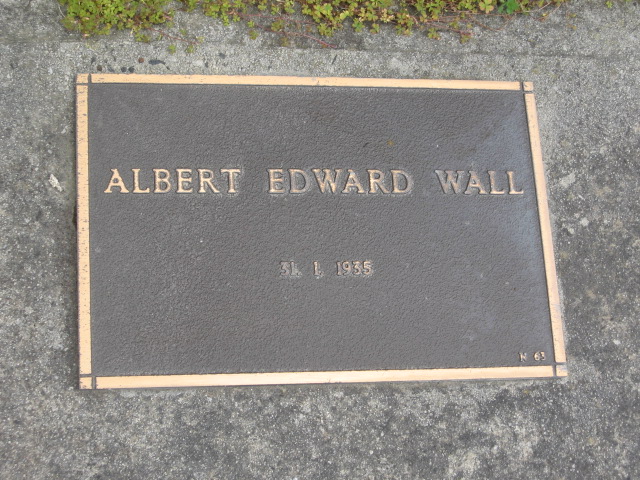 ALBERT EDWARD WALL
31. 1. 1935
N 63